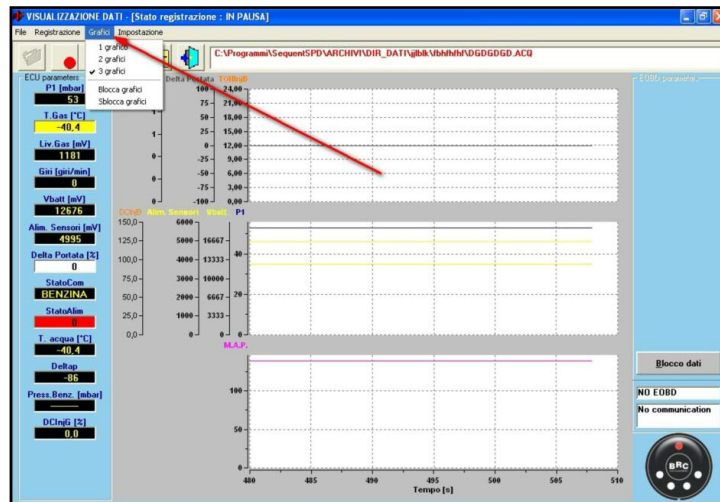 VISUALIZZAZIONE DATI - [Stato registrazione : IN PAUSA]
File Registrazione Grafici Impostazione
1 grafico
2 grafici
3 grafici
Blocca grafici
Sblocca grafici
C:\Programmi\SequentSPD\ARCHIVI\DIR_DATI\jjlblk\fbhfhfhf\DGDGDGD.ACQ
ECU parameters
P1 [mbar]
53
T.Gas [°C]
-40,4
Liv.Gas [mV]
1181
Giri [giri/min]
0
Vbatt [mV]
12676
Alim. Sensori [mV]
4995
Delta Portata [%]
0
StatoCom
BENZINA
StatoAlim
0
T. acqua [°C]
-40,4
Deltap
-86
Press.Benz. [mbar]
DCInjG [%]
0,0
Delta Portata
100 24,00
75 21,00
50 18,00
1 25 15,00
0 12,00
0 -25 9,00
-50 6,00
0 -75 3,00
0 -100 0,00
DCInjB Alim. Sensori Vbatt. P1
150,0 6000
125,0 5000 16667
100,0 4000 13333 40
75,0 3000 10000
50,0 2000 6667 20
25,0 1000 3333
0,0 0 0 0
M.A.P.
100
50
0
480 485 490 495 500 505 510
Tempo [s]
EOBD parameters
Blocco dati
NO EOBD
No communication
BRC